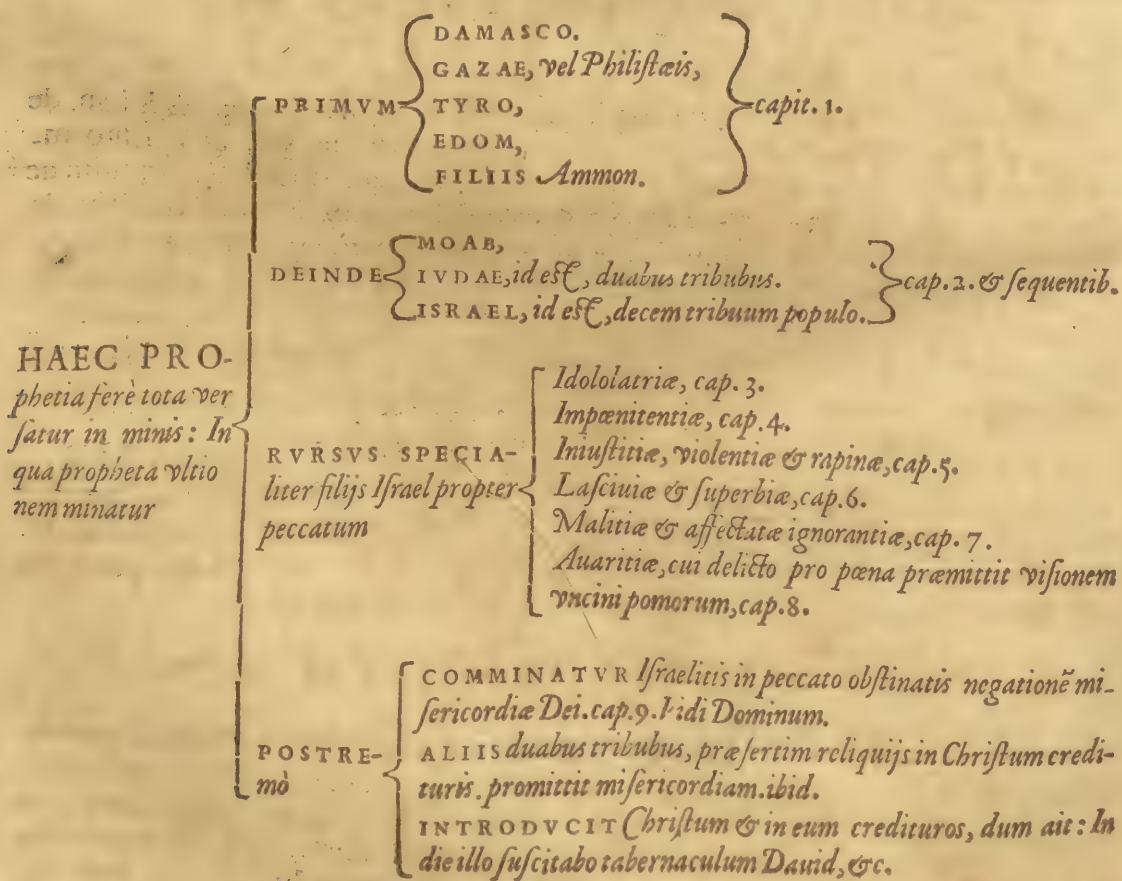 HAEC PRO-
phetia ferè tota ver
satur in minis: In
qua propheta vltio
nem minatur
PRIMVM
DAMASCO.
GAZAE, vel Philistæis,
TYRO,
EDOM,
FILIIS Ammon.
capit. 1.
DEINDE
MOAB,
IVDAE, id est, duabus tribubus.
ISRAEL, id est, decem tribuum populo.
cap. 2. & sequentib.
RVRSVS SPECIA-
liter filijs Israel propter
peccatum
Idololatriæ, cap. 3.
Impœnitentiæ, cap. 4.
Iniustitiæ, violentiæ & rapinæ, cap. 5.
Lasciuiæ & superbiæ, cap. 6.
Malitiæ & affectatæ ignorantiæ, cap. 7.
Auaritiæ, cui delicto pro pœna præmittit visionem
vncini pomorum, cap. 8.
POSTRE-
mò
COMMINATVR Israelitis in peccato obstinatis negationē mi-
sericordiæ Dei. cap. 9. Vidi Dominum.
ALIIS duabus tribubus, præsertim reliquijs in Christum credi-
turis. promittit misericordiam. ibid.
INTRODVCIT Christum & in eum credituros, dum ait: In
die illo suscitabo tabernaculum Dauid, &c.